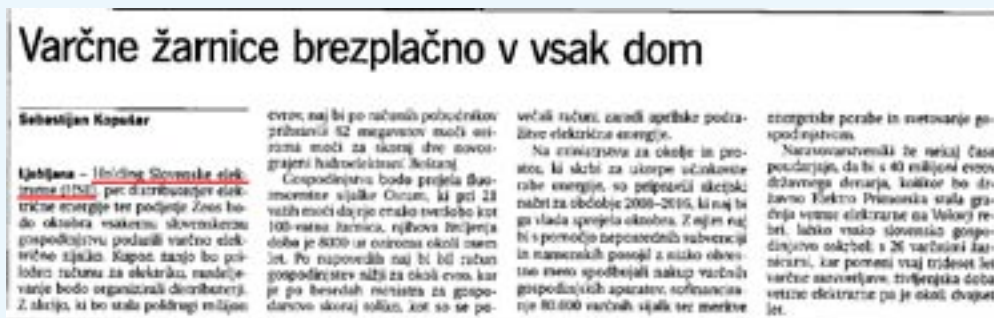 Varčne žarnice brezplačno v vsak dom
Sebastijan Kopušar
Ljubljana – Holding Slovenske elek-
trarne (HSE), pet distributerjev elek-
trične energije ter podjetje Zeos bo-
do oktobra vsakemu slovenskemu
gospodinjstvu podarili varčno elek-
trično sijalko. Kupon zanjo bo pri-
ložen računu za elektriko, razdelje-
vanje bodo organizirali distributerji.
Z akcijo, ki bo stala poldrugi milijon
evrov, naj bi po računih pobudnikov
prihranili 62 megavatov moči ozi-
roma moči za skoraj dve novoz-
grajeni hidroelektrarni Boštanj
Gospodinjstva bodo prejela fluo-
rescentne sijalke Osram, ki pri 21
vatih moči dajejo enako svetlobo kot
100-vatna žarnica, njihova življenja
doba je 8000 ur oziroma okoli osem
let. Po napovedih naj bi bil račun
gospodinjstev nižji za okoli evro, kar
je po besedah ministra za gospo-
darstvo skoraj toliko, kot so se po-
večali računi zaradi aprilske podra-
žitve električne energije.
Na ministrstvu za okolje in pro-
stor, ki skrbi za ukrepe učinkovite
rabe energije, so pripravili akcijski
načrt za obdobje 2008–2016, ki naj bi
ga vlada sprejela oktobra. Z njim naj
bi s pomočjo neposrednih subvencij
in namenskih posojil z nizko obrestno
mero spodbujali nakup varčnih
gospodinjskih aparatov, sofinancira-
nje 80.000 varčnih sijalk ter meritve
energetske porabe in svetovanje go-
spodinjstvom.
Naravovarstveniki že nekaj časa
poudarjajo, da bi s 40 milijoni evrov
državnega denarja, kolikor bo dr-
žavno Elektro Primorska stala gra-
dnja vetrne elektrarne na Volovji re-
bri, lahko vsako slovensko gospo-
dinjstvo oskrbeli s 26 varčnimi žar-
nicami, kar pomeni vsaj trideset let
varčne razsvetljave, življenjska doba
vetrne elektrarne pa je okoli dvajset
let.